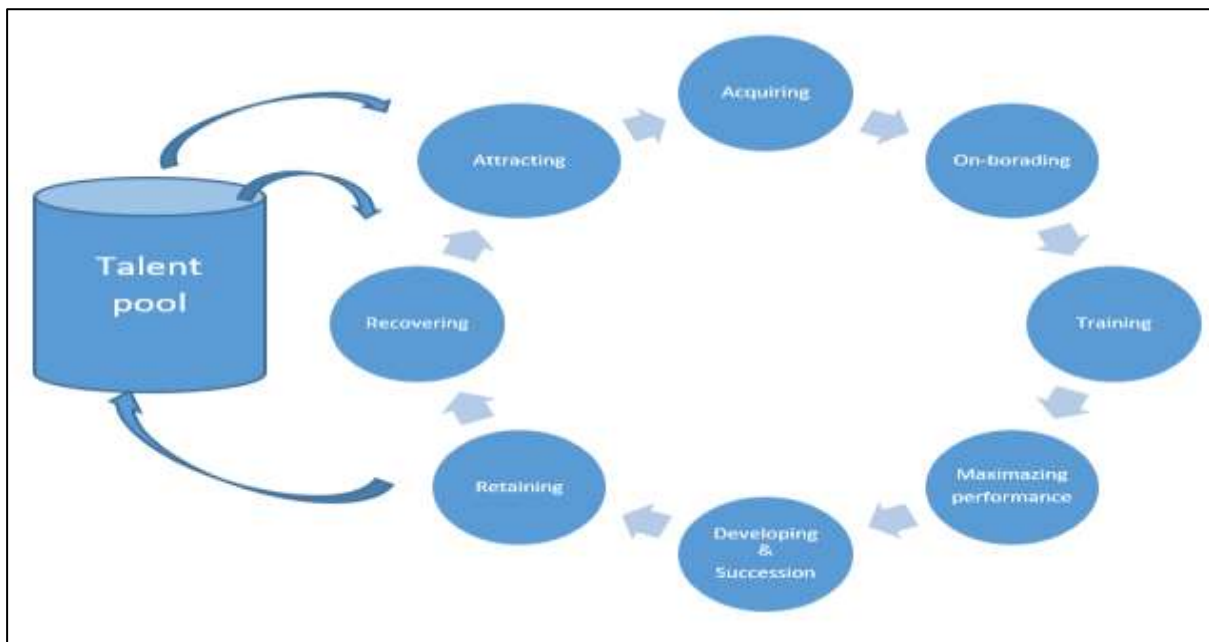 Acquiring
Attracting
On-borading
Talent
pool
Recovering
Training
Retaining
Maximazing
performance
Developing
&
Succession